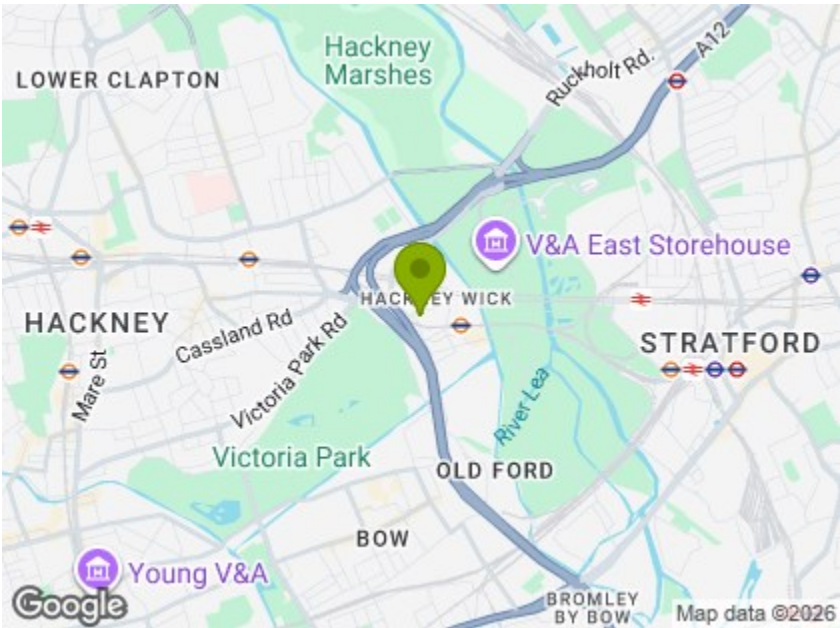 Hackney
Marshes
LOWER CLAPTON
Ruckholt Rd.
A12
V&A East Storehouse
HACKNEY WICK
HACKNEY
Cassland Rd
STRATFORD
Mare St
Victoria Park Rd
River Lea
Victoria Park
OLD FORD
BOW
Young V&A
BROMLEY
BY BOW
Google
Map data ©2026